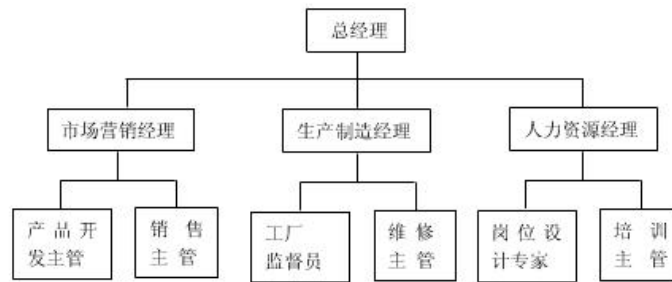 总经理
市场营销经理
生产制造经理
人力资源经理
产品开
发主管
销售
主管
工厂
监督员
维修
主管
岗位设
计专家
培训
主管